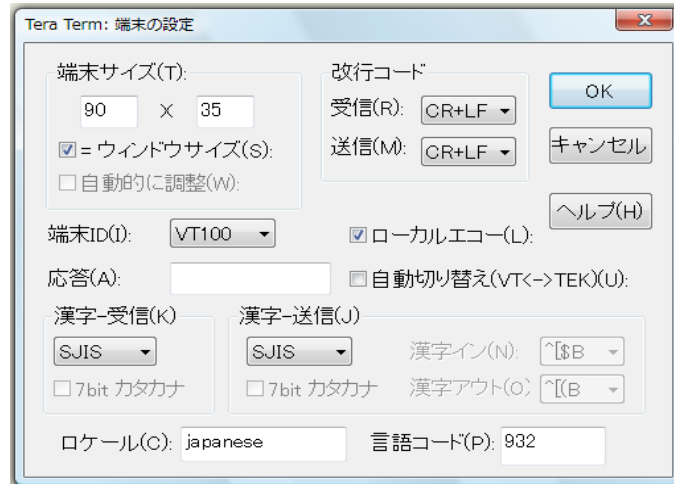 Tera Term: 端末の設定
端末サイズ(T):
90 X 35
= ウィンドウサイズ(S):
自動的に調整(W):
改行コード
受信(R): CR+LF
送信(M): CR+LF
OK
キャンセル
ヘルプ(H)
端末ID(I): VT100
ローカルエコー(L):
応答(A):
自動切り替え(VT<->TEK)(U):
漢字-受信(K)
SJIS
7bit カタカナ
漢字-送信(J)
SJIS
7bit カタカナ
漢字イン(N): ^[$B
漢字アウト(O) ^[(B
ロケール(C): japanese
言語コード(P): 932